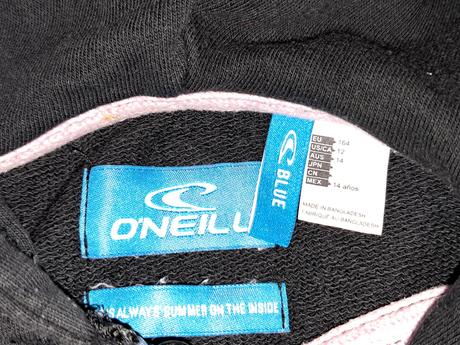 O'NEILL
BLUE
EU 164
US/CA 12
AUS 14
JPN
CN
MEX 14 años
MADE IN BANGLADESH
FABRIQUÉ AU BANGLADESH
ALWAYS SUMMER ON THE INSIDE